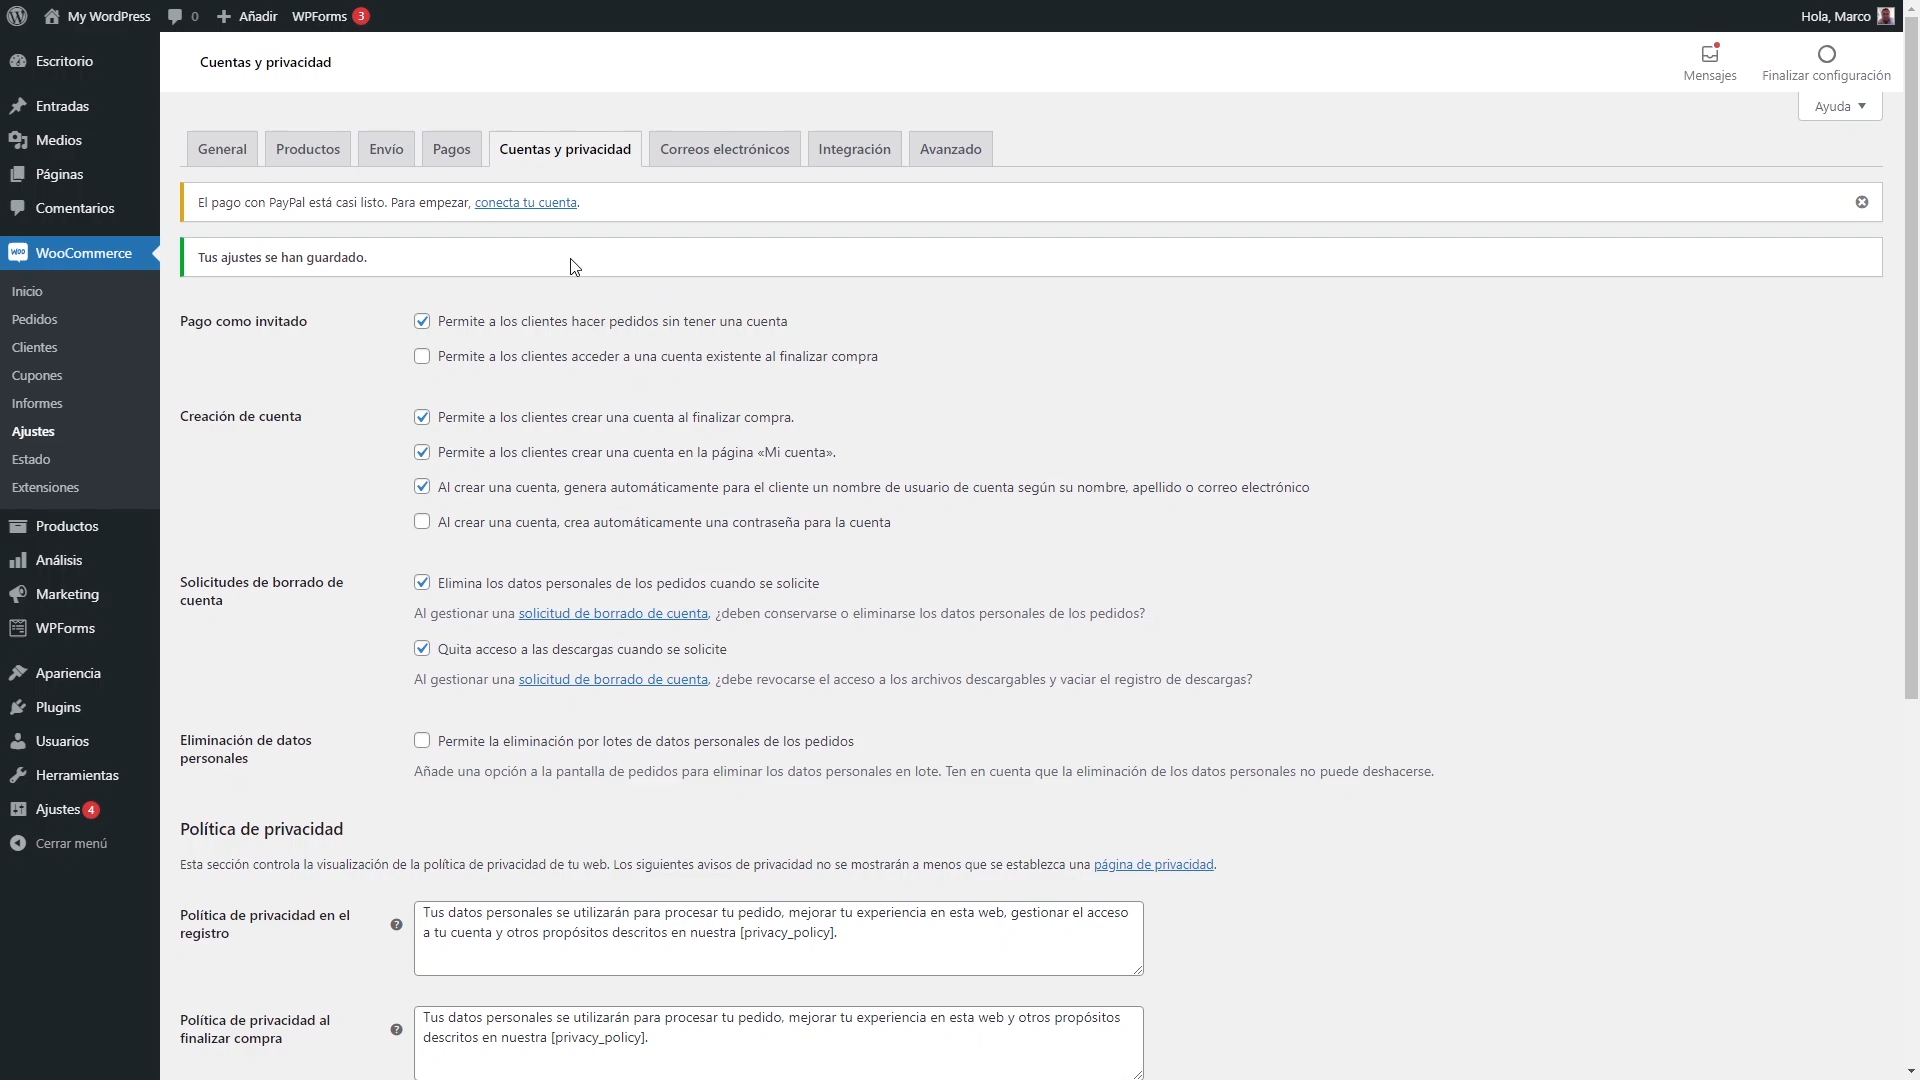 My WordPress 0 Añadir WPForms 3 Hola, Marco
Escritorio
Entradas
Medios
Páginas
Comentarios
WooCommerce
Inicio
Pedidos
Clientes
Cupones
Informes
Ajustes
Estado
Extensiones
Productos
Análisis
Marketing
WPForms
Apariencia
Plugins
Usuarios
Herramientas
Ajustes 4
Cerrar menú
Cuentas y privacidad
Mensajes
Finalizar configuración
Ayuda
General Productos Envío Pagos Cuentas y privacidad Correos electrónicos Integración Avanzado
El pago con PayPal está casi listo. Para empezar, conecta tu cuenta.
Tus ajustes se han guardado.
Pago como invitado
Permite a los clientes hacer pedidos sin tener una cuenta
Permite a los clientes acceder a una cuenta existente al finalizar compra
Creación de cuenta
Permite a los clientes crear una cuenta al finalizar compra.
Permite a los clientes crear una cuenta en la página «Mi cuenta».
Al crear una cuenta, genera automáticamente para el cliente un nombre de usuario de cuenta según su nombre, apellido o correo electrónico
Al crear una cuenta, crea automáticamente una contraseña para la cuenta
Solicitudes de borrado de
cuenta
Elimina los datos personales de los pedidos cuando se solicite
Al gestionar una solicitud de borrado de cuenta, ¿deben conservarse o eliminarse los datos personales de los pedidos?
Quita acceso a las descargas cuando se solicite
Al gestionar una solicitud de borrado de cuenta, ¿debe revocarse el acceso a los archivos descargables y vaciar el registro de descargas?
Eliminación de datos
personales
Permite la eliminación por lotes de datos personales de los pedidos
Añade una opción a la pantalla de pedidos para eliminar los datos personales en lote. Ten en cuenta que la eliminación de los datos personales no puede deshacerse.
Política de privacidad
Esta sección controla la visualización de la política de privacidad de tu web. Los siguientes avisos de privacidad no se mostrarán a menos que se establezca una página de privacidad.
Política de privacidad en el
registro
Tus datos personales se utilizarán para procesar tu pedido, mejorar tu experiencia en esta web, gestionar el acceso
a tu cuenta y otros propósitos descritos en nuestra [privacy_policy].
Política de privacidad al
finalizar compra
Tus datos personales se utilizarán para procesar tu pedido, mejorar tu experiencia en esta web y otros propósitos
descritos en nuestra [privacy_policy].